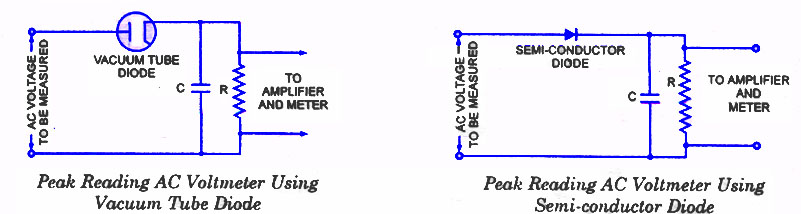 AC VOLTAGE
TO BE MEASURED
VACUUM TUBE
DIODE
C
R
TO
AMPLIFIER
AND METER
Peak Reading AC Voltmeter Using
Vacuum Tube Diode
AC VOLTAGE
TO BE MEASURED
SEMI-CONDUCTOR
DIODE
C
R
TO AMPLIFIER
AND
METER
Peak Reading AC Voltmeter Using
Semi-conductor Diode